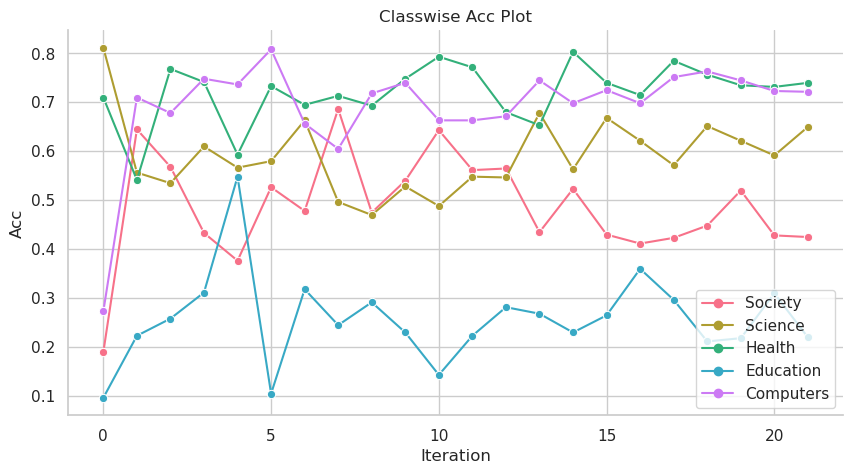 Classwise Acc Plot
0.8
0.7
0.6
0.5
0.4
0.3
0.2
0.1
Acc
0 5 10 15 20
Iteration
Society
Science
Health
Education
Computers